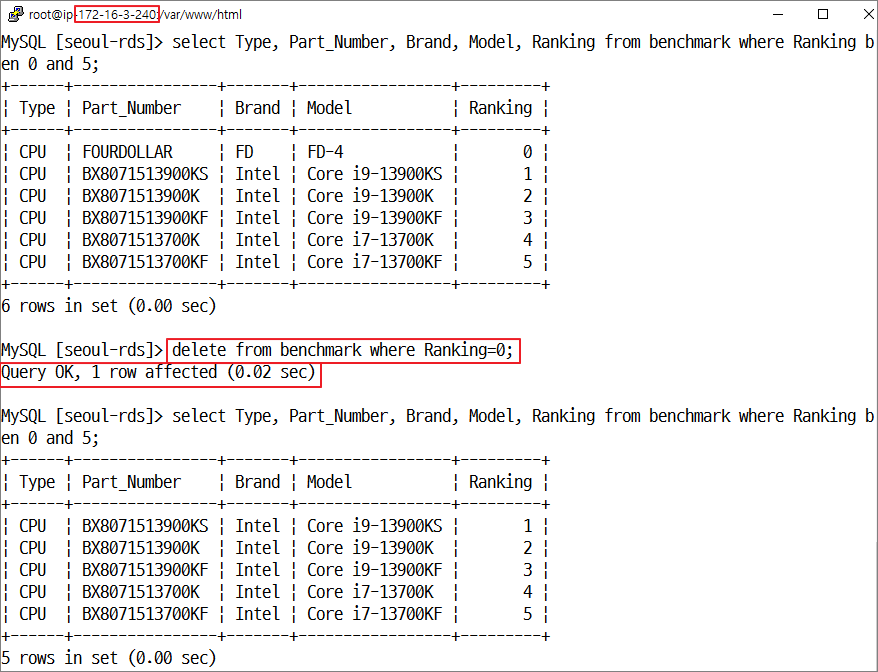 root@ip-172-16-3-240:/var/www/html
MySQL [seoul-rds]> select Type, Part_Number, Brand, Model, Ranking from benchmark where Ranking b
en 0 and 5;
+------+----------------+-------+-----------------+---------+
¦ Type ¦ Part_Number    ¦ Brand ¦ Model           ¦ Ranking ¦
+------+----------------+-------+-----------------+---------+
¦ CPU  ¦ FOURDOLLAR     ¦ FD    ¦ FD-4            ¦       0 ¦
¦ CPU  ¦ BX8071513900KS ¦ Intel ¦ Core i9-13900KS ¦       1 ¦
¦ CPU  ¦ BX8071513900K  ¦ Intel ¦ Core i9-13900K  ¦       2 ¦
¦ CPU  ¦ BX8071513900KF ¦ Intel ¦ Core i9-13900KF ¦       3 ¦
¦ CPU  ¦ BX8071513700K  ¦ Intel ¦ Core i7-13700K  ¦       4 ¦
¦ CPU  ¦ BX8071513700KF ¦ Intel ¦ Core i7-13700KF ¦       5 ¦
+------+----------------+-------+-----------------+---------+
6 rows in set (0.00 sec)
MySQL [seoul-rds]> delete from benchmark where Ranking=0;
Query OK, 1 row affected (0.02 sec)
MySQL [seoul-rds]> select Type, Part_Number, Brand, Model, Ranking from benchmark where Ranking b
en 0 and 5;
+------+----------------+-------+-----------------+---------+
¦ Type ¦ Part_Number    ¦ Brand ¦ Model           ¦ Ranking ¦
+------+----------------+-------+-----------------+---------+
¦ CPU  ¦ BX8071513900KS ¦ Intel ¦ Core i9-13900KS ¦       1 ¦
¦ CPU  ¦ BX8071513900K  ¦ Intel ¦ Core i9-13900K  ¦       2 ¦
¦ CPU  ¦ BX8071513900KF ¦ Intel ¦ Core i9-13900KF ¦       3 ¦
¦ CPU  ¦ BX8071513700K  ¦ Intel ¦ Core i7-13700K  ¦       4 ¦
¦ CPU  ¦ BX8071513700KF ¦ Intel ¦ Core i7-13700KF ¦       5 ¦
+------+----------------+-------+-----------------+---------+
5 rows in set (0.00 sec)